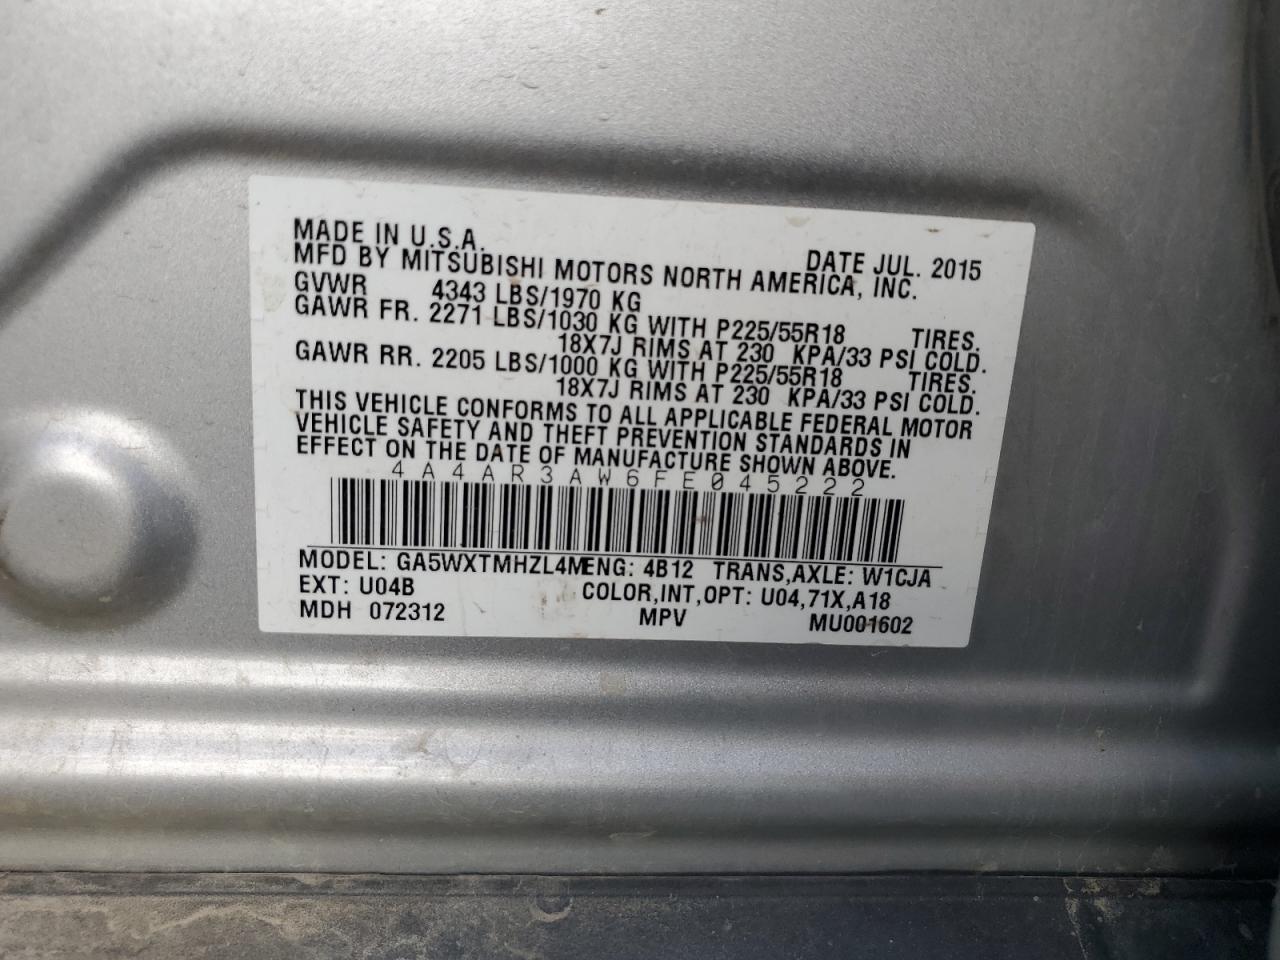 MADE IN U.S.A. DATE JUL. 2015
MFD BY MITSUBISHI MOTORS NORTH AMERICA, INC.
GVWR 4343 LBS/1970 KG
GAWR FR. 2271 LBS/1030 KG WITH P225/55R18 TIRES.
18X7J RIMS AT 230 KPA/33 PSI COLD.
GAWR RR. 2205 LBS/1000 KG WITH P225/55R18 TIRES.
18X7J RIMS AT 230 KPA/33 PSI COLD.
THIS VEHICLE CONFORMS TO ALL APPLICABLE FEDERAL MOTOR
VEHICLE SAFETY AND THEFT PREVENTION STANDARDS IN
EFFECT ON THE DATE OF MANUFACTURE SHOWN ABOVE.
4A4AR3AW6FE045222
MODEL: GA5WXTMHZL4M ENG: 4B12 TRANS,AXLE: W1CJA
EXT: U04B COLOR,INT,OPT: U04,71X,A18
MDH 072312 MPV MU001602